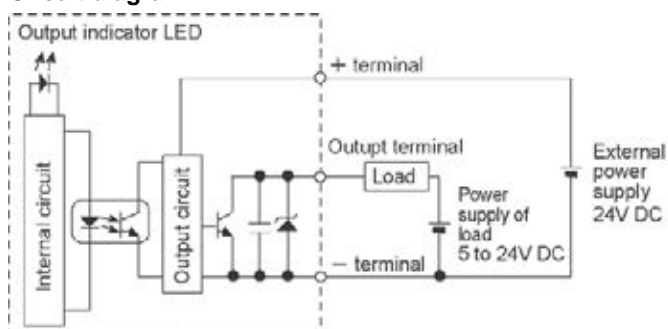 Output indicator LED
+ terminal
Internal circuit
Output circuit
Outupt terminal
Load
Power
supply of
load
5 to 24V DC
External
power
supply
24V DC
− terminal